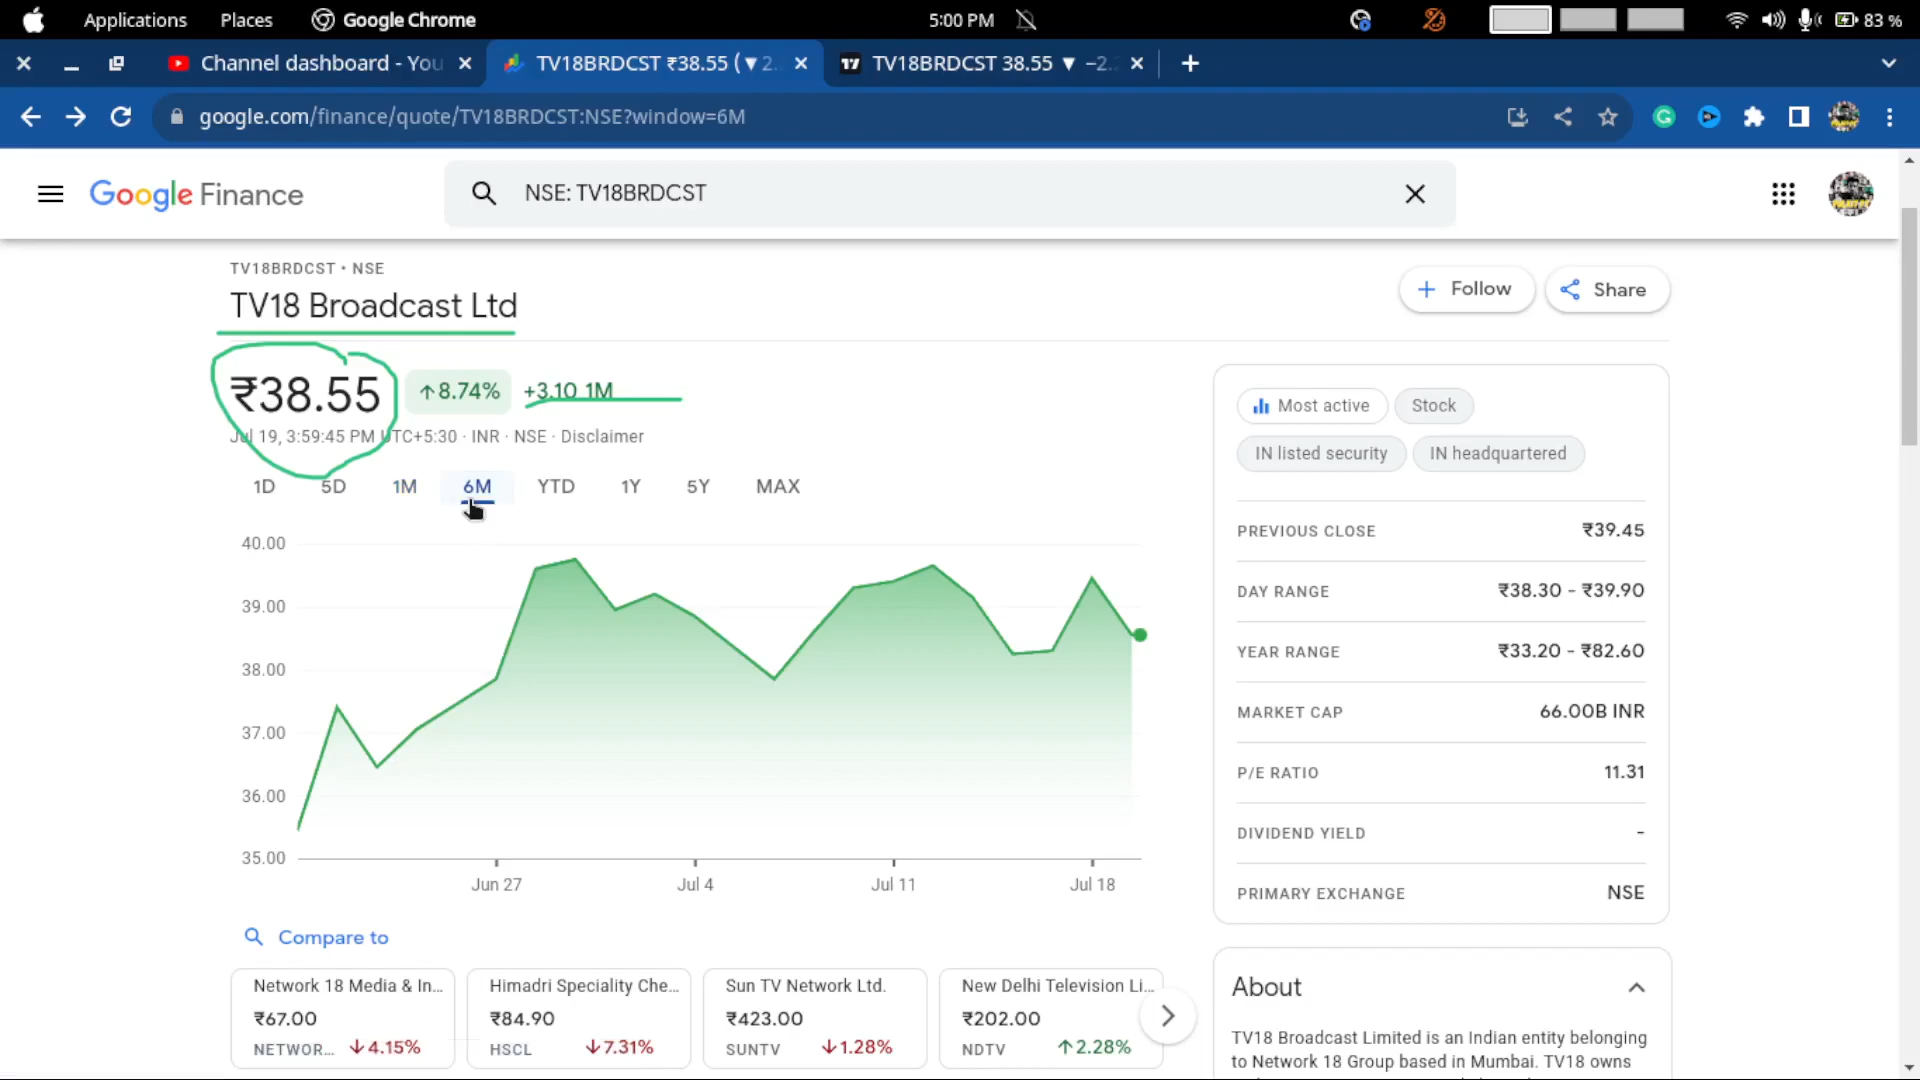 Applications Places Google Chrome 5:00 PM 83 %
Channel dashboard - You TV18BRDCST ₹38.55 (▼2. TV18BRDCST 38.55 ▼ −2.
google.com/finance/quote/TV18BRDCST:NSE?window=6M
Google Finance NSE: TV18BRDCST
TV18BRDCST • NSE
TV18 Broadcast Ltd
Follow Share
₹38.55 ↑8.74% +3.10 1M
Jul 19, 3:59:45 PM UTC+5:30 · INR · NSE · Disclaimer
1D 5D 1M 6M YTD 1Y 5Y MAX
40.00
39.00
38.00
37.00
36.00
35.00
Jun 27 Jul 4 Jul 11 Jul 18
Most active Stock
IN listed security IN headquartered
PREVIOUS CLOSE ₹39.45
DAY RANGE ₹38.30 - ₹39.90
YEAR RANGE ₹33.20 - ₹82.60
MARKET CAP 66.00B INR
P/E RATIO 11.31
DIVIDEND YIELD -
PRIMARY EXCHANGE NSE
Compare to
Network 18 Media & In...
₹67.00
NETWOR... ↓4.15%
Himadri Speciality Che...
₹84.90
HSCL ↓7.31%
Sun TV Network Ltd.
₹423.00
SUNTV ↓1.28%
New Delhi Television Li...
₹202.00
NDTV ↑2.28%
About
TV18 Broadcast Limited is an Indian entity belonging
to Network 18 Group based in Mumbai. TV18 owns